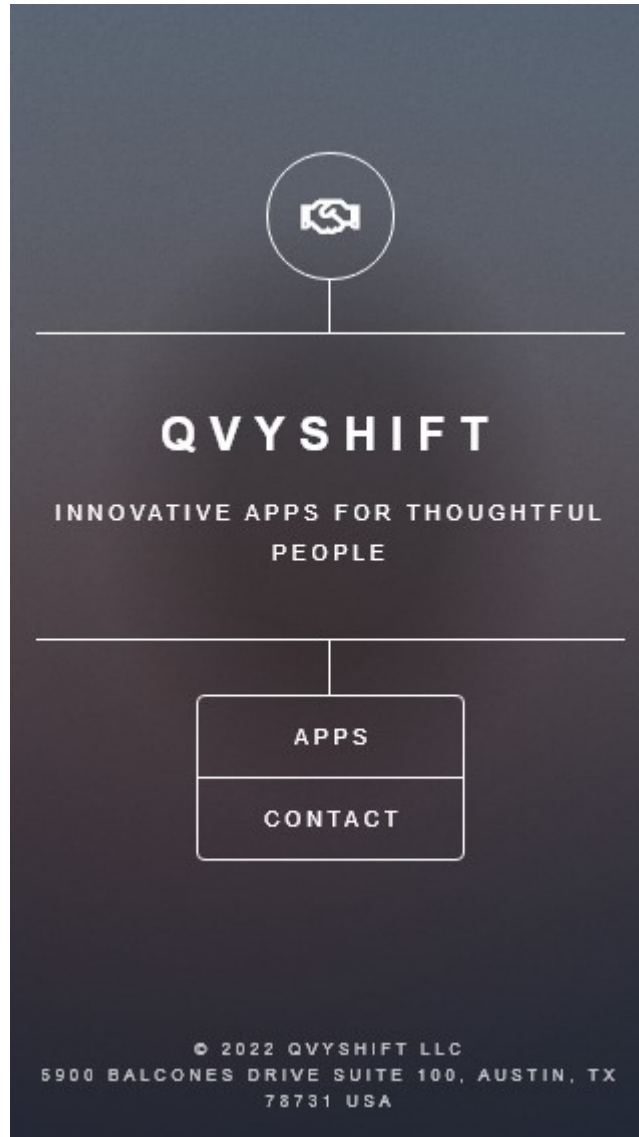 QVYSHIFT
INNOVATIVE APPS FOR THOUGHTFUL
PEOPLE
APPS
CONTACT
© 2022 QVYSHIFT LLC
5900 BALCONES DRIVE SUITE 100, AUSTIN, TX
78731 USA